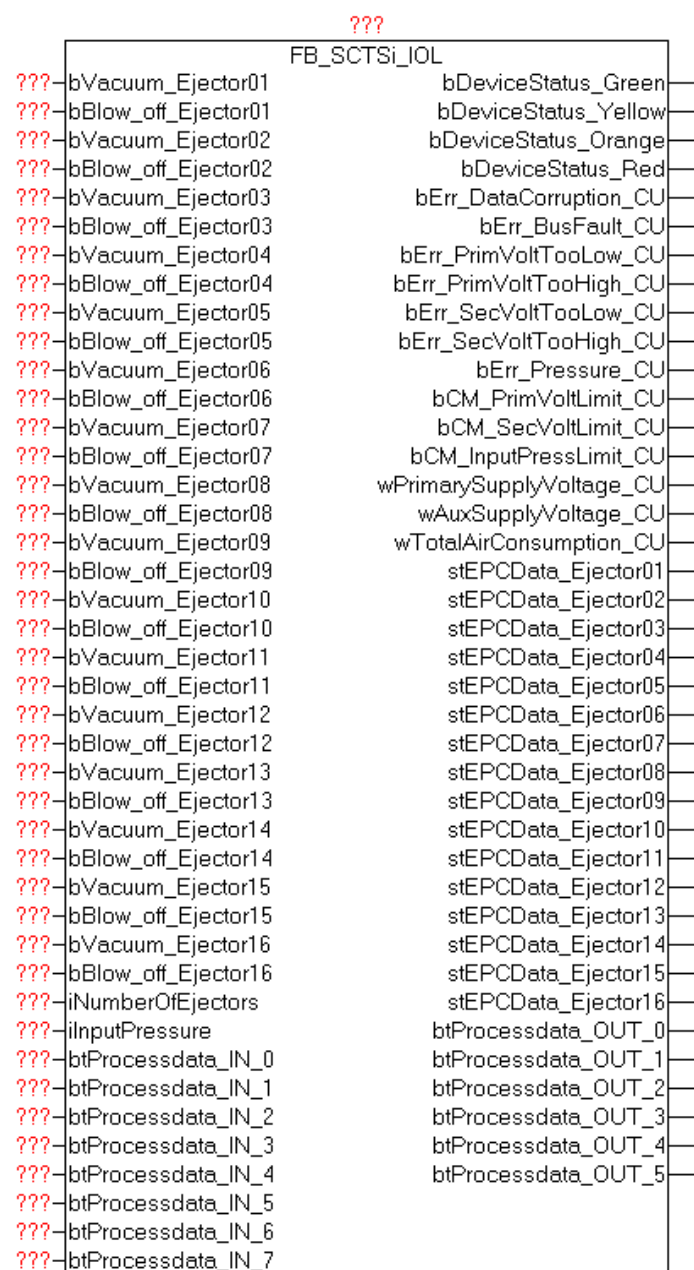 ???
FB_SCTSi_IOL
??? bVacuum_Ejector01 bDeviceStatus_Green
??? bBlow_off_Ejector01 bDeviceStatus_Yellow
??? bVacuum_Ejector02 bDeviceStatus_Orange
??? bBlow_off_Ejector02 bDeviceStatus_Red
??? bVacuum_Ejector03 bErr_DataCorruption_CU
??? bBlow_off_Ejector03 bErr_BusFault_CU
??? bVacuum_Ejector04 bErr_PrimVoltTooLow_CU
??? bBlow_off_Ejector04 bErr_PrimVoltTooHigh_CU
??? bVacuum_Ejector05 bErr_SecVoltTooLow_CU
??? bBlow_off_Ejector05 bErr_SecVoltTooHigh_CU
??? bVacuum_Ejector06 bErr_Pressure_CU
??? bBlow_off_Ejector06 bCM_PrimVoltLimit_CU
??? bVacuum_Ejector07 bCM_SecVoltLimit_CU
??? bBlow_off_Ejector07 bCM_InputPressLimit_CU
??? bVacuum_Ejector08 wPrimarySupplyVoltage_CU
??? bBlow_off_Ejector08 wAuxSupplyVoltage_CU
??? bVacuum_Ejector09 wTotalAirConsumption_CU
??? bBlow_off_Ejector09 stEPCData_Ejector01
??? bVacuum_Ejector10 stEPCData_Ejector02
??? bBlow_off_Ejector10 stEPCData_Ejector03
??? bVacuum_Ejector11 stEPCData_Ejector04
??? bBlow_off_Ejector11 stEPCData_Ejector05
??? bVacuum_Ejector12 stEPCData_Ejector06
??? bBlow_off_Ejector12 stEPCData_Ejector07
??? bVacuum_Ejector13 stEPCData_Ejector08
??? bBlow_off_Ejector13 stEPCData_Ejector09
??? bVacuum_Ejector14 stEPCData_Ejector10
??? bBlow_off_Ejector14 stEPCData_Ejector11
??? bVacuum_Ejector15 stEPCData_Ejector12
??? bBlow_off_Ejector15 stEPCData_Ejector13
??? bVacuum_Ejector16 stEPCData_Ejector14
??? bBlow_off_Ejector16 stEPCData_Ejector15
??? iNumberOfEjectors stEPCData_Ejector16
??? iInputPressure btProcessdata_OUT_0
??? btProcessdata_IN_0 btProcessdata_OUT_1
??? btProcessdata_IN_1 btProcessdata_OUT_2
??? btProcessdata_IN_2 btProcessdata_OUT_3
??? btProcessdata_IN_3 btProcessdata_OUT_4
??? btProcessdata_IN_4 btProcessdata_OUT_5
??? btProcessdata_IN_5
??? btProcessdata_IN_6
??? btProcessdata_IN_7